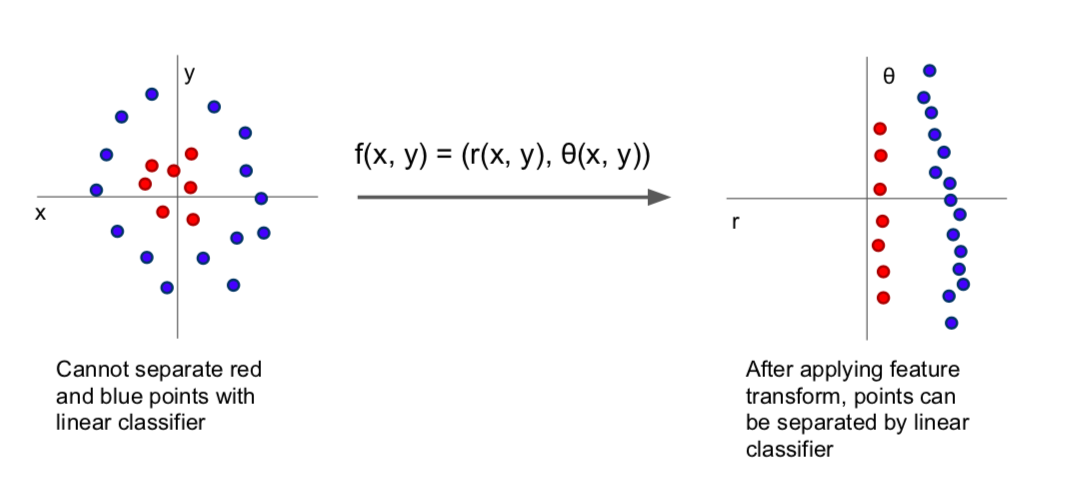 y
x
f(x, y) = (r(x, y), θ(x, y))
θ
r
Cannot separate red
and blue points with
linear classifier
After applying feature
transform, points can
be separated by linear
classifier